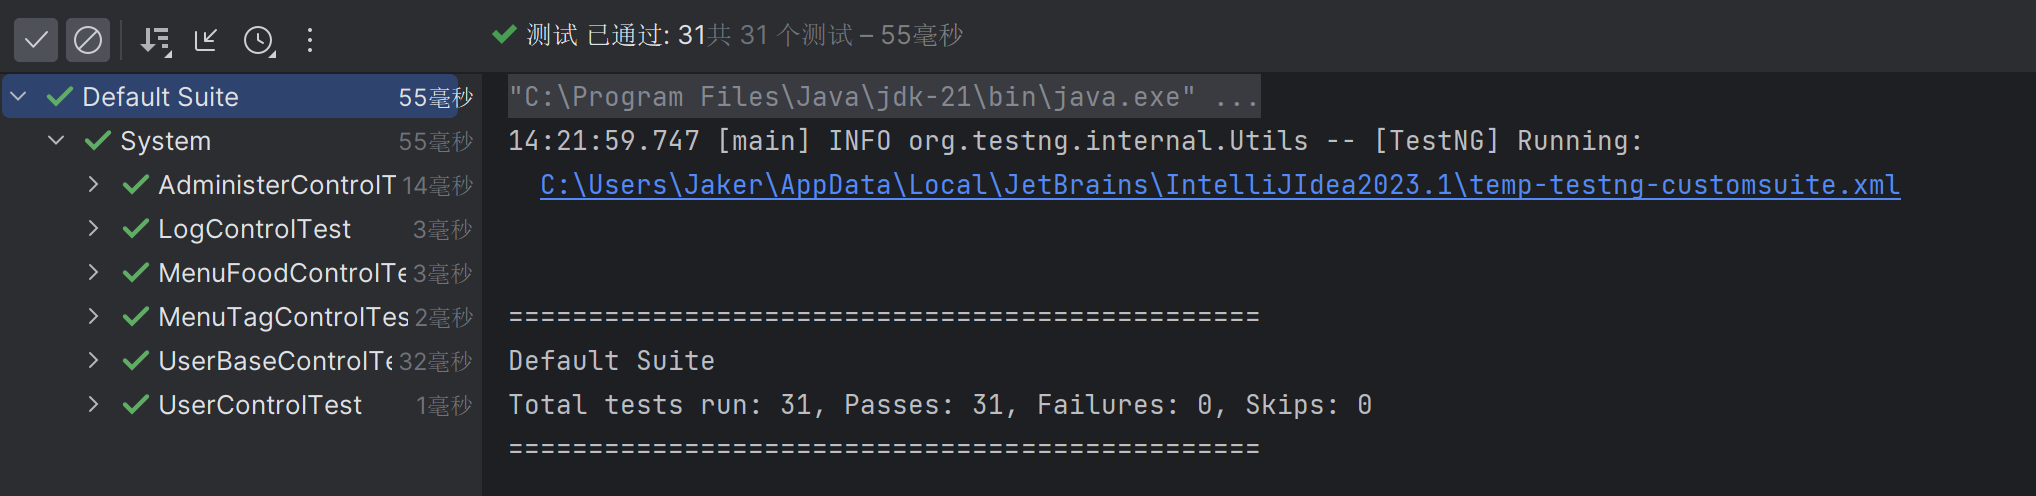 测试 已通过: 31共 31 个测试 – 55毫秒
Default Suite 55毫秒
System 55毫秒
AdministerControlT 14毫秒
LogControlTest 3毫秒
MenuFoodControlTe 3毫秒
MenuTagControlTes 2毫秒
UserBaseControlTe 32毫秒
UserControlTest 1毫秒
"C:\Program Files\Java\jdk-21\bin\java.exe" ...
14:21:59.747 [main] INFO org.testng.internal.Utils -- [TestNG] Running:
C:\Users\Jaker\AppData\Local\JetBrains\IntelliJIdea2023.1\temp-testng-customsuite.xml
===============================================
Default Suite
Total tests run: 31, Passes: 31, Failures: 0, Skips: 0
===============================================